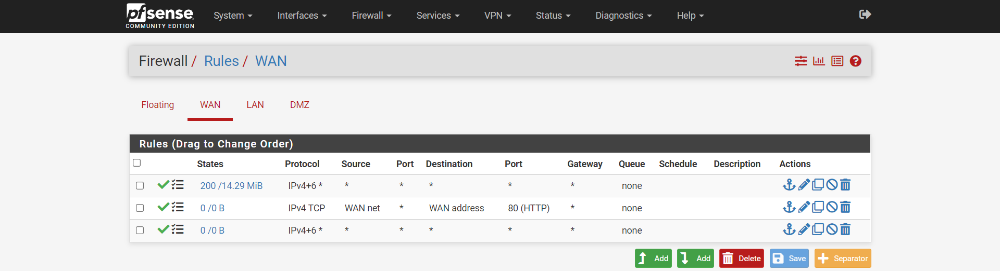 pfsense
COMMUNITY EDITION
System Interfaces Firewall Services VPN Status Diagnostics Help
Firewall / Rules / WAN
Floating WAN LAN DMZ
Rules (Drag to Change Order)
States Protocol Source Port Destination Port Gateway Queue Schedule Description Actions
200 /14.29 MiB IPv4+6 * * * * * * none
0 /0 B IPv4 TCP WAN net * WAN address 80 (HTTP) * none
0 /0 B IPv4+6 * * * * * * none
Add Add Delete Save Separator